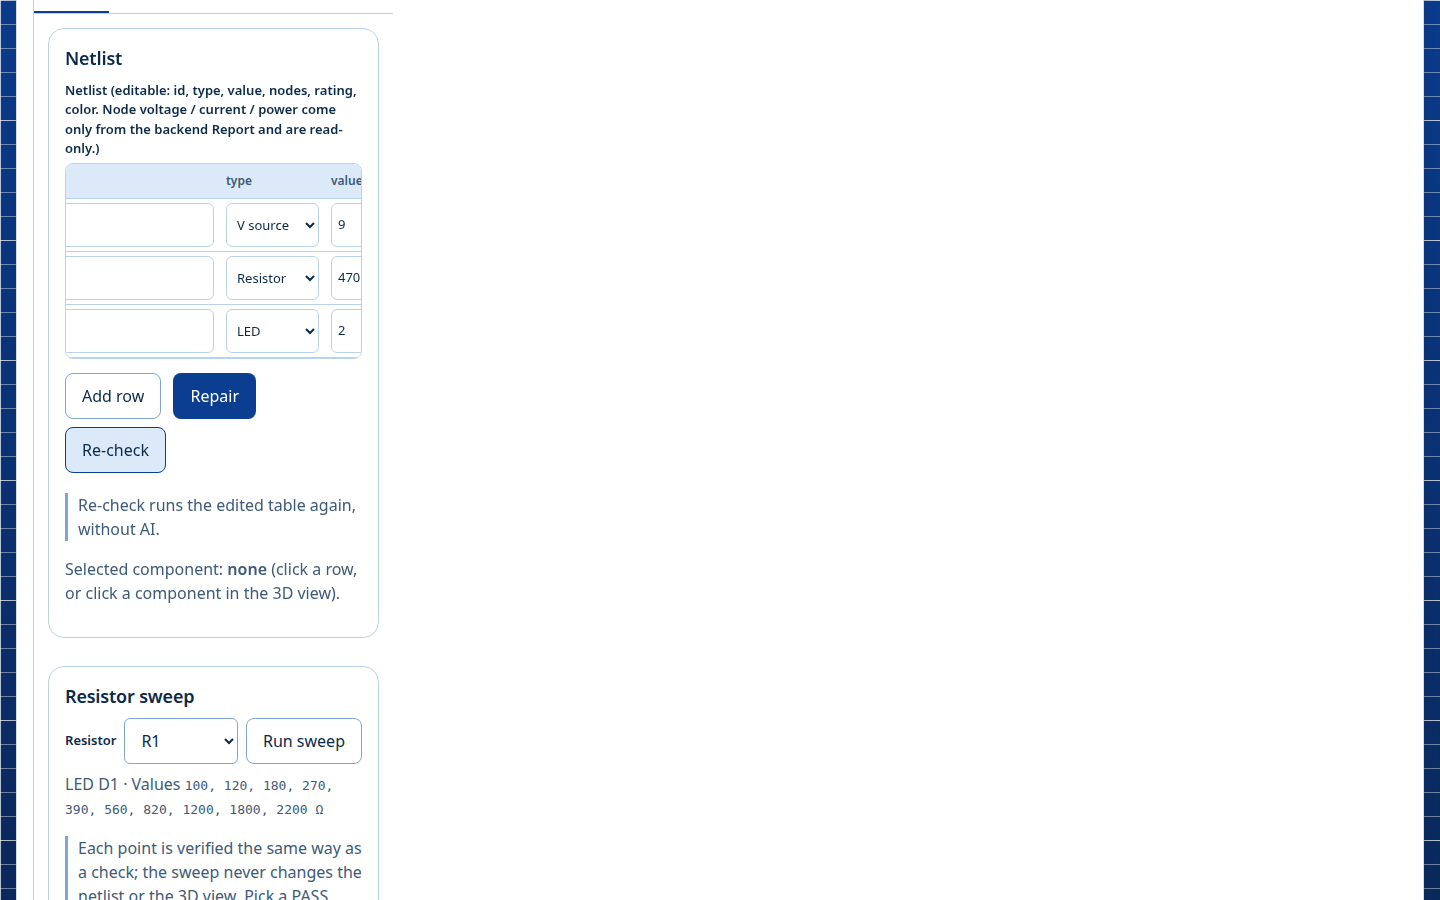 Netlist
Netlist (editable: id, type, value, nodes, rating,
color. Node voltage / current / power come
only from the backend Report and are read-
only.)
type value
V source 9
Resistor 470
LED 2
Add row Repair
Re-check
Re-check runs the edited table again,
without AI.
Selected component: none (click a row,
or click a component in the 3D view).
Resistor sweep
Resistor R1 Run sweep
LED D1 · Values 100, 120, 180, 270,
390, 560, 820, 1200, 1800, 2200 Ω
Each point is verified the same way as
a check; the sweep never changes the
netlist or the 3D view. Pick a PASS